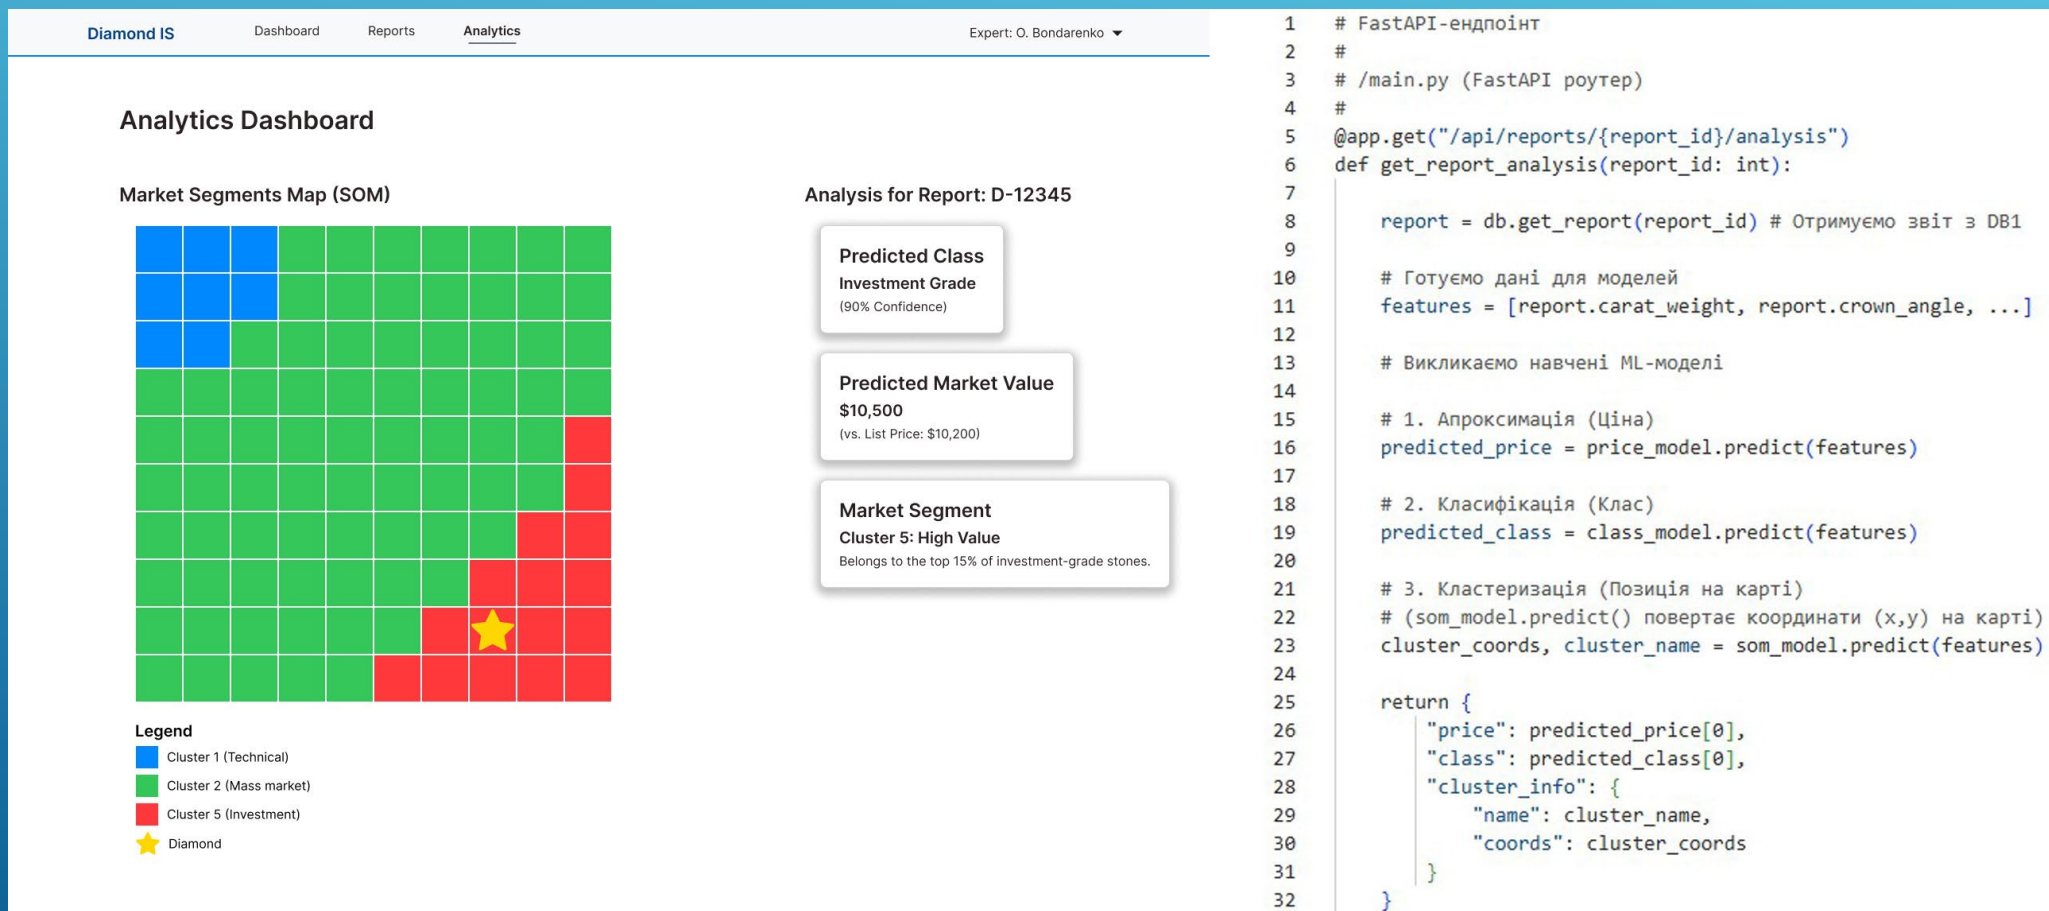 Diamond IS
Dashboard
Reports
Analytics
Expert: O. Bondarenko
Analytics Dashboard
Market Segments Map (SOM)
Legend
Cluster 1 (Technical)
Cluster 2 (Mass market)
Cluster 5 (Investment)
Diamond
Analysis for Report: D-12345
Predicted Class
Investment Grade
(90% Confidence)
Predicted Market Value
$10,500
(vs. List Price: $10,200)
Market Segment
Cluster 5: High Value
Belongs to the top 15% of investment-grade stones.
1 # FastAPI-ендпоінт
2 #
3 # /main.py (FastAPI роутер)
4 #
5 @app.get("/api/reports/{report_id}/analysis")
6 def get_report_analysis(report_id: int):
7
8 report = db.get_report(report_id) # Отримуємо звіт з DB1
9
10 # Готуємо дані для моделей
11 features = [report.carat_weight, report.crown_angle, ...]
12
13 # Викликаємо навчені ML-моделі
14
15 # 1. Апроксимація (Ціна)
16 predicted_price = price_model.predict(features)
17
18 # 2. Класифікація (Клас)
19 predicted_class = class_model.predict(features)
20
21 # 3. Кластеризація (Позиція на карті)
22 # (som_model.predict() повертає координати (x,y) на карті)
23 cluster_coords, cluster_name = som_model.predict(features)
24
25 return {
26 "price": predicted_price[0],
27 "class": predicted_class[0],
28 "cluster_info": {
29 "name": cluster_name,
30 "coords": cluster_coords
31 }
32 }